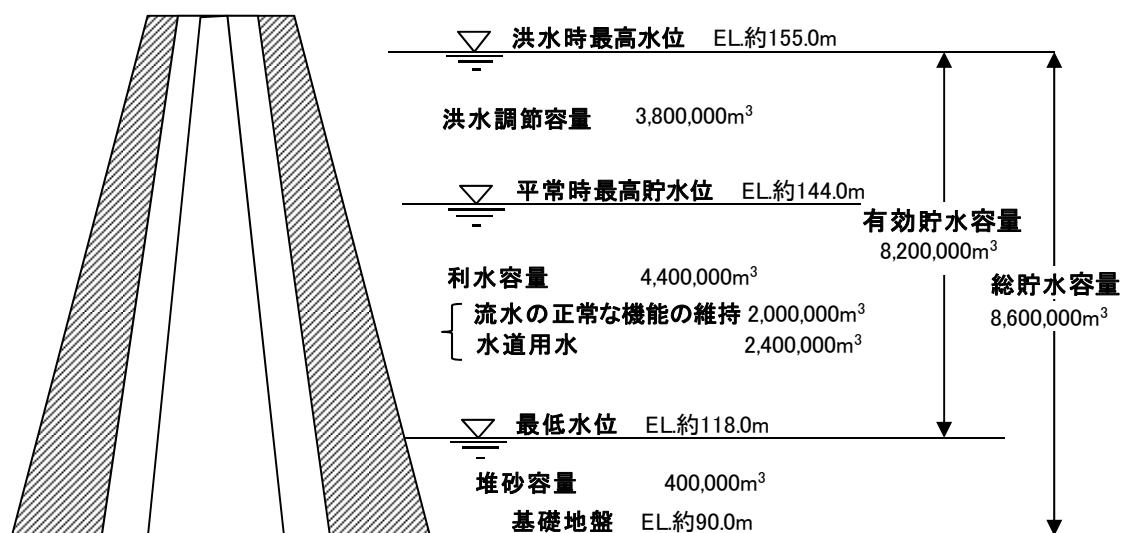 洪水時最高水位 EL.約155.0m
洪水調節容量 3,800,000m³
平常時最高貯水位 EL.約144.0m
有効貯水容量
8,200,000m³
利水容量 4,400,000m³
総貯水容量
8,600,000m³
流水の正常な機能の維持 2,000,000m³
水道用水 2,400,000m³
最低水位 EL.約118.0m
堆砂容量 400,000m³
基礎地盤 EL.約90.0m